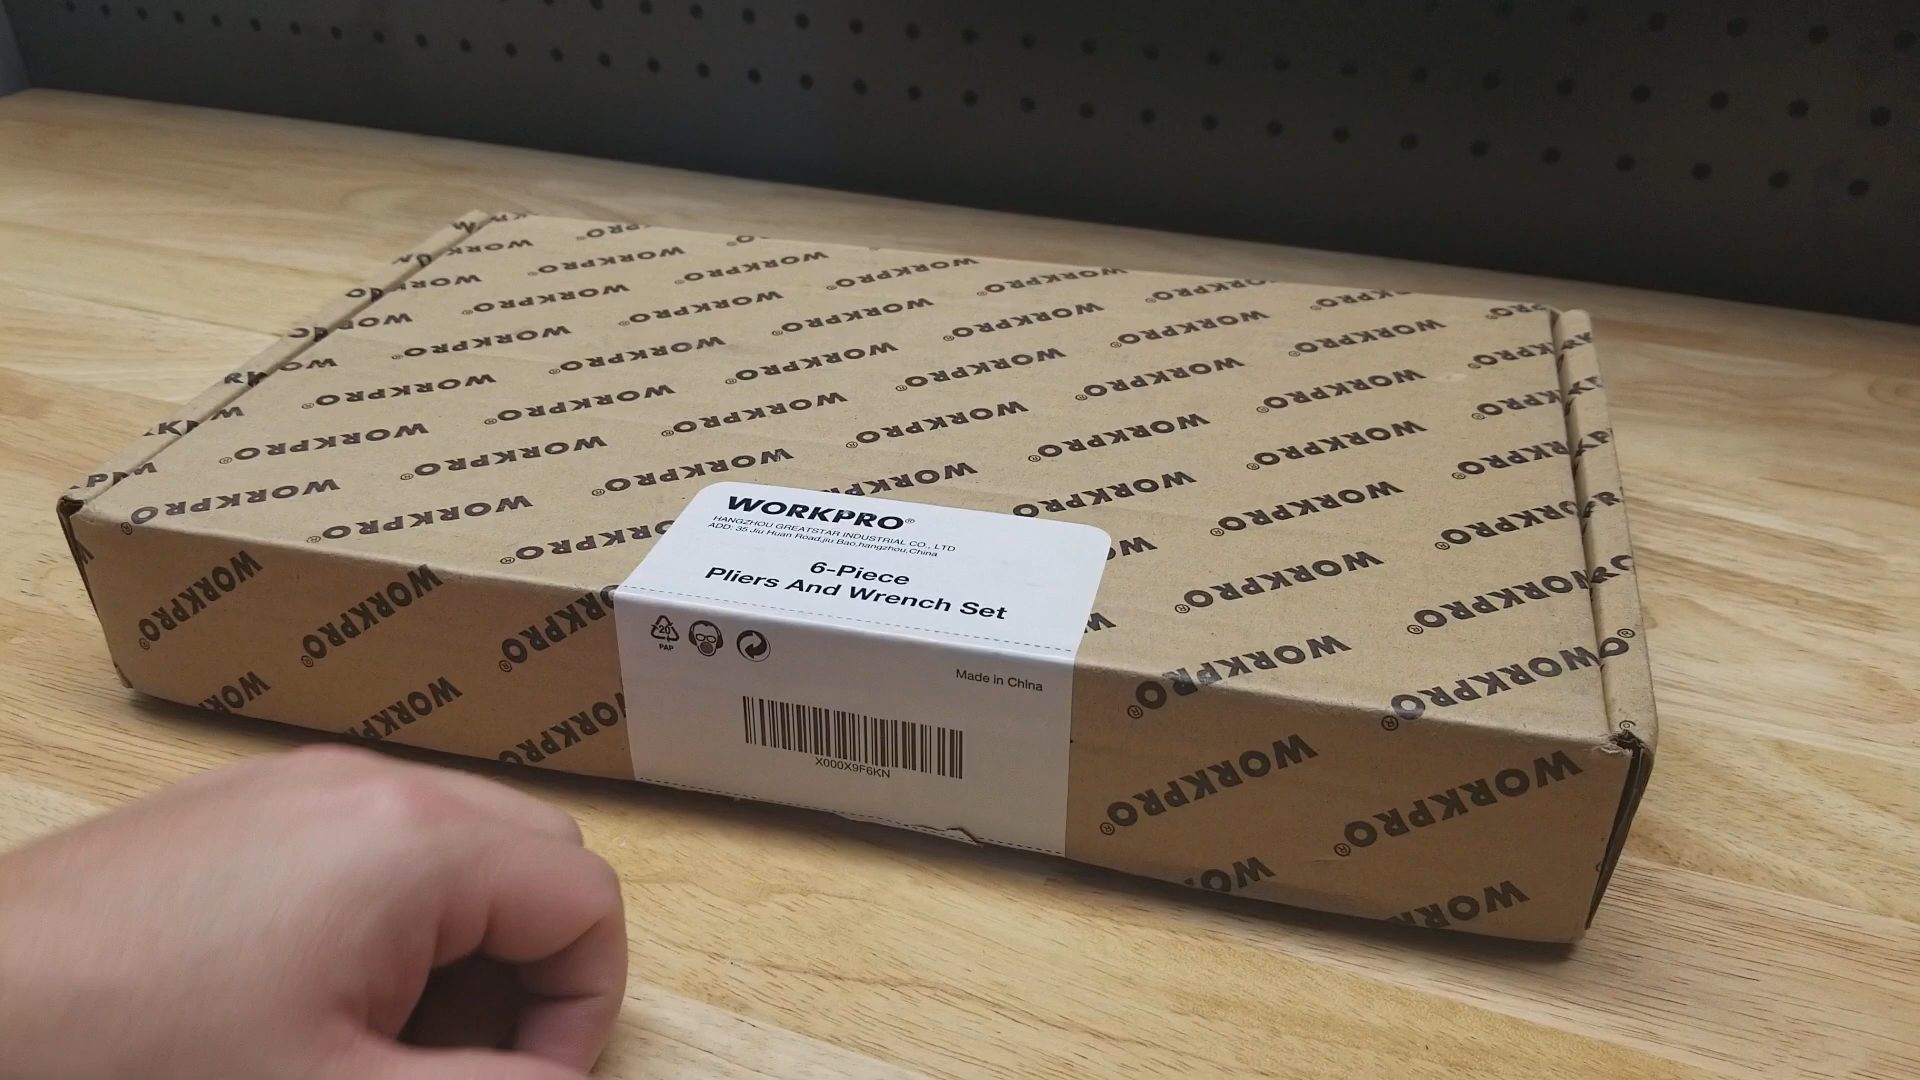 WORKPRO®
HANGZHOU GREATSTAR INDUSTRIAL CO., LTD
ADD: 35 Jiu Huan Road,jiu Bao,hangzhou,China
6-Piece
Pliers And Wrench Set
20
PAP
Made in China
X000X9F6KN
WORKPRO®